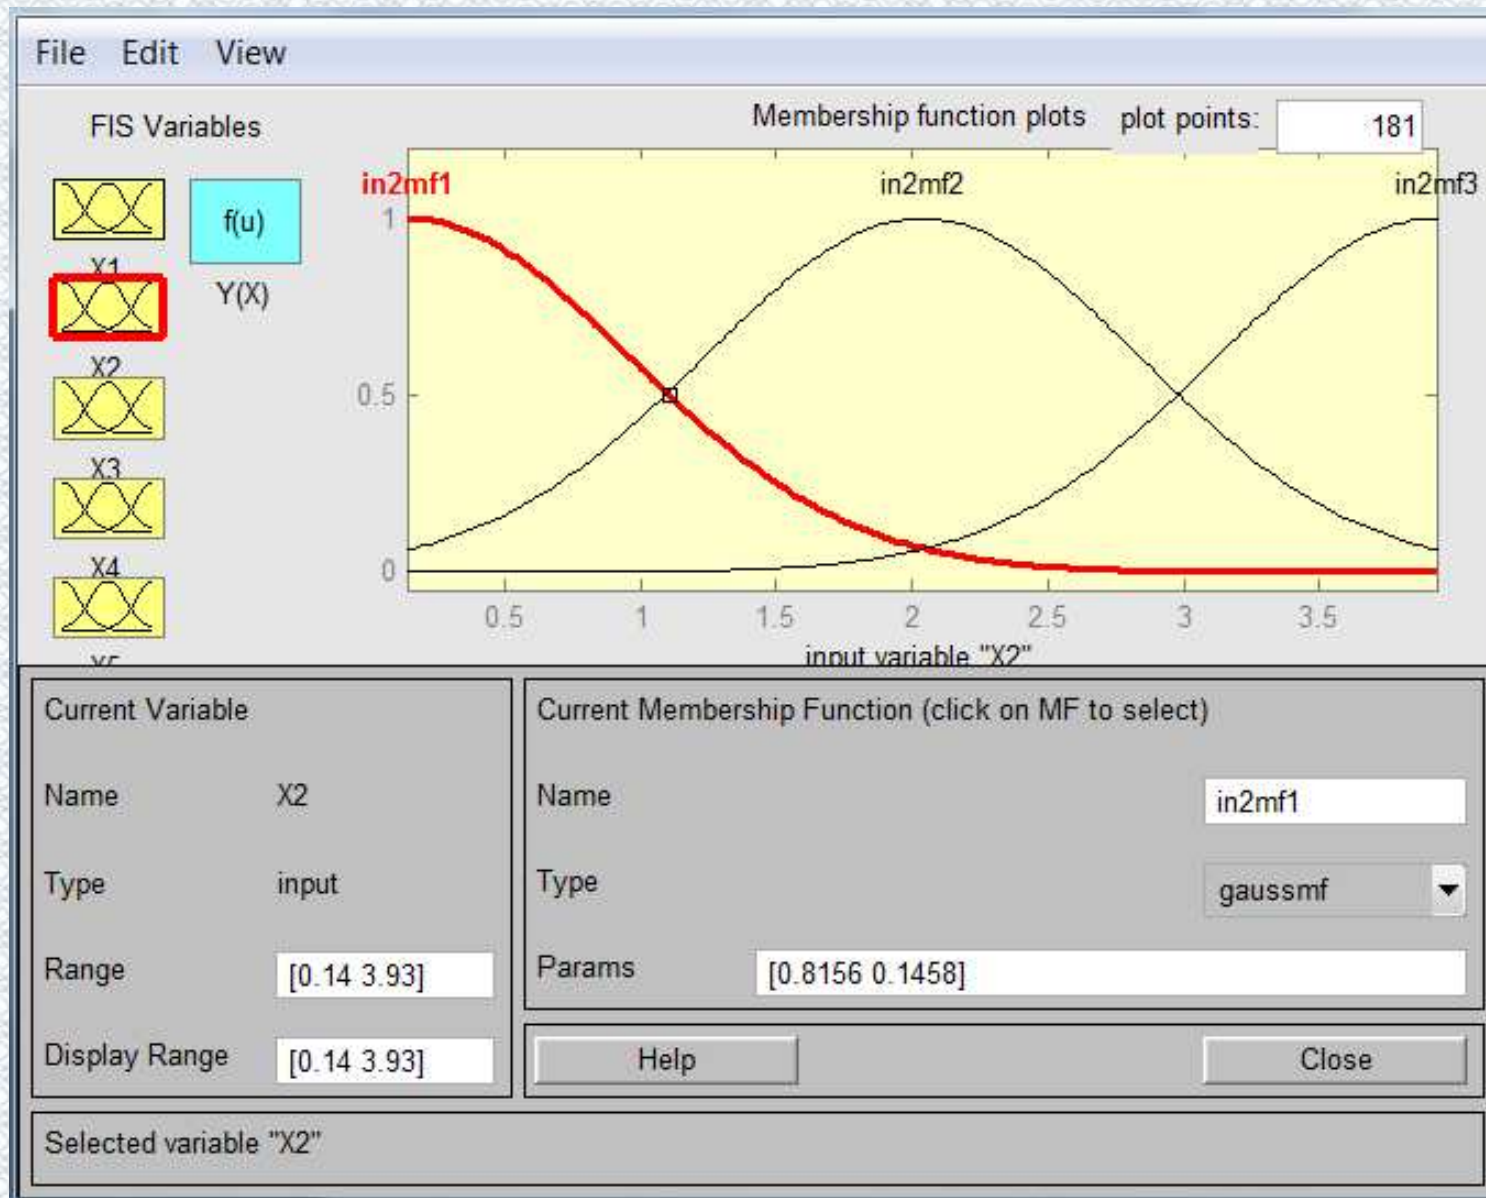 File Edit View
FIS Variables
Membership function plots plot points: 181
f(u)
Y(X)
X1
X2
X3
X4
X5
in2mf1 in2mf2 in2mf3
1
0.5
0
0.5 1 1.5 2 2.5 3 3.5
input variable "X2"
Current Variable
Name X2
Type input
Range [0.14 3.93]
Display Range [0.14 3.93]
Current Membership Function (click on MF to select)
Name in2mf1
Type gaussmf
Params [0.8156 0.1458]
Help Close
Selected variable "X2"